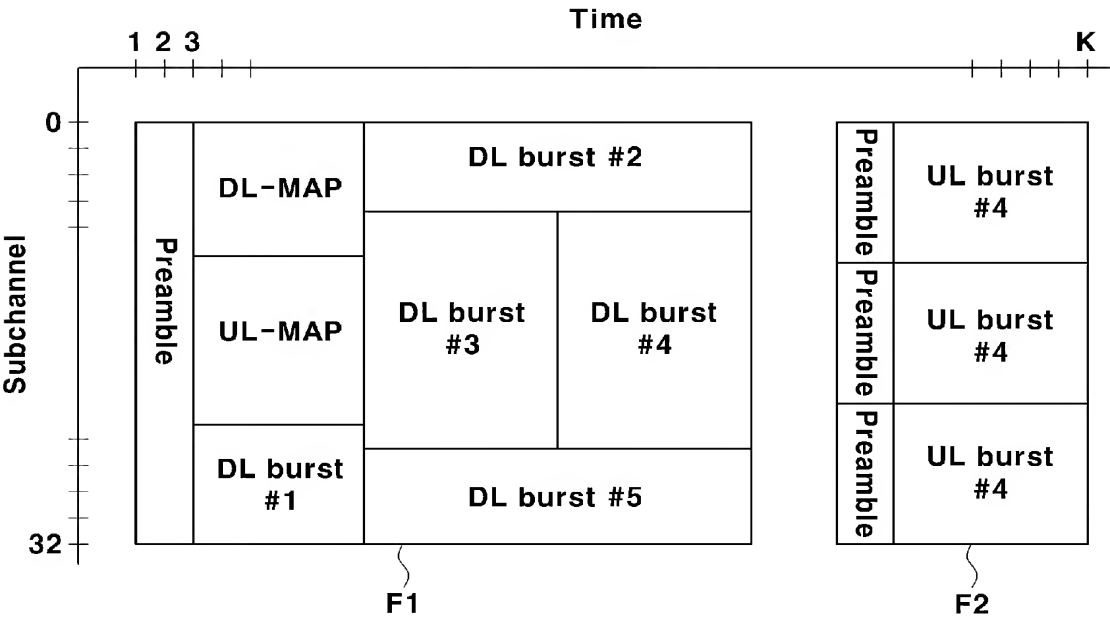 Time
1 2 3
K
Subchannel
0
32
Preamble
DL-MAP
UL-MAP
DL burst
#1
DL burst #2
DL burst
#3
DL burst
#4
DL burst #5
F1
Preamble
UL burst
#4
Preamble
UL burst
#4
Preamble
UL burst
#4
F2